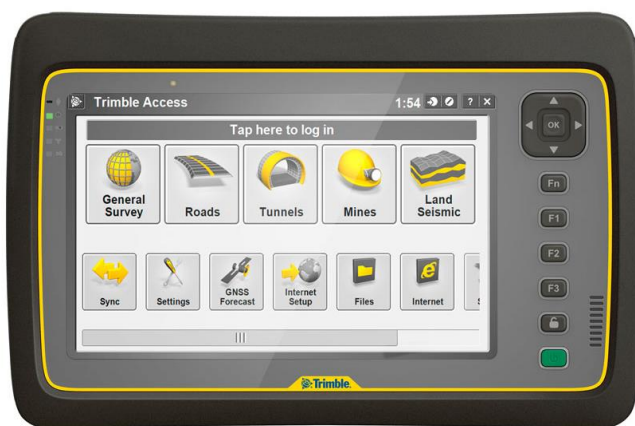 Trimble Access
1:54 ? X
Tap here to log in
General Survey
Roads
Tunnels
Mines
Land Seismic
Sync
Settings
GNSS Forecast
Internet Setup
Files
Internet
OK
Fn
F1
F2
F3
Trimble.